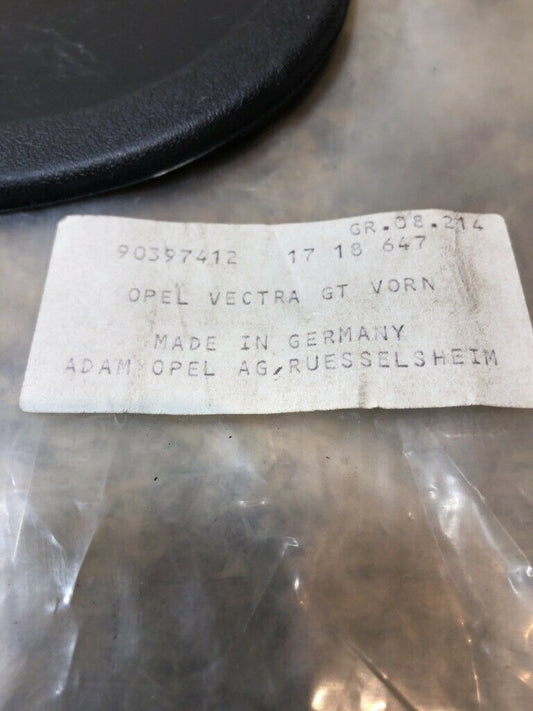 GR.08.214
90397412 17 18 647
OPEL VECTRA GT VORN
MADE IN GERMANY
ADAM OPEL AG,RUESSELSHEIM